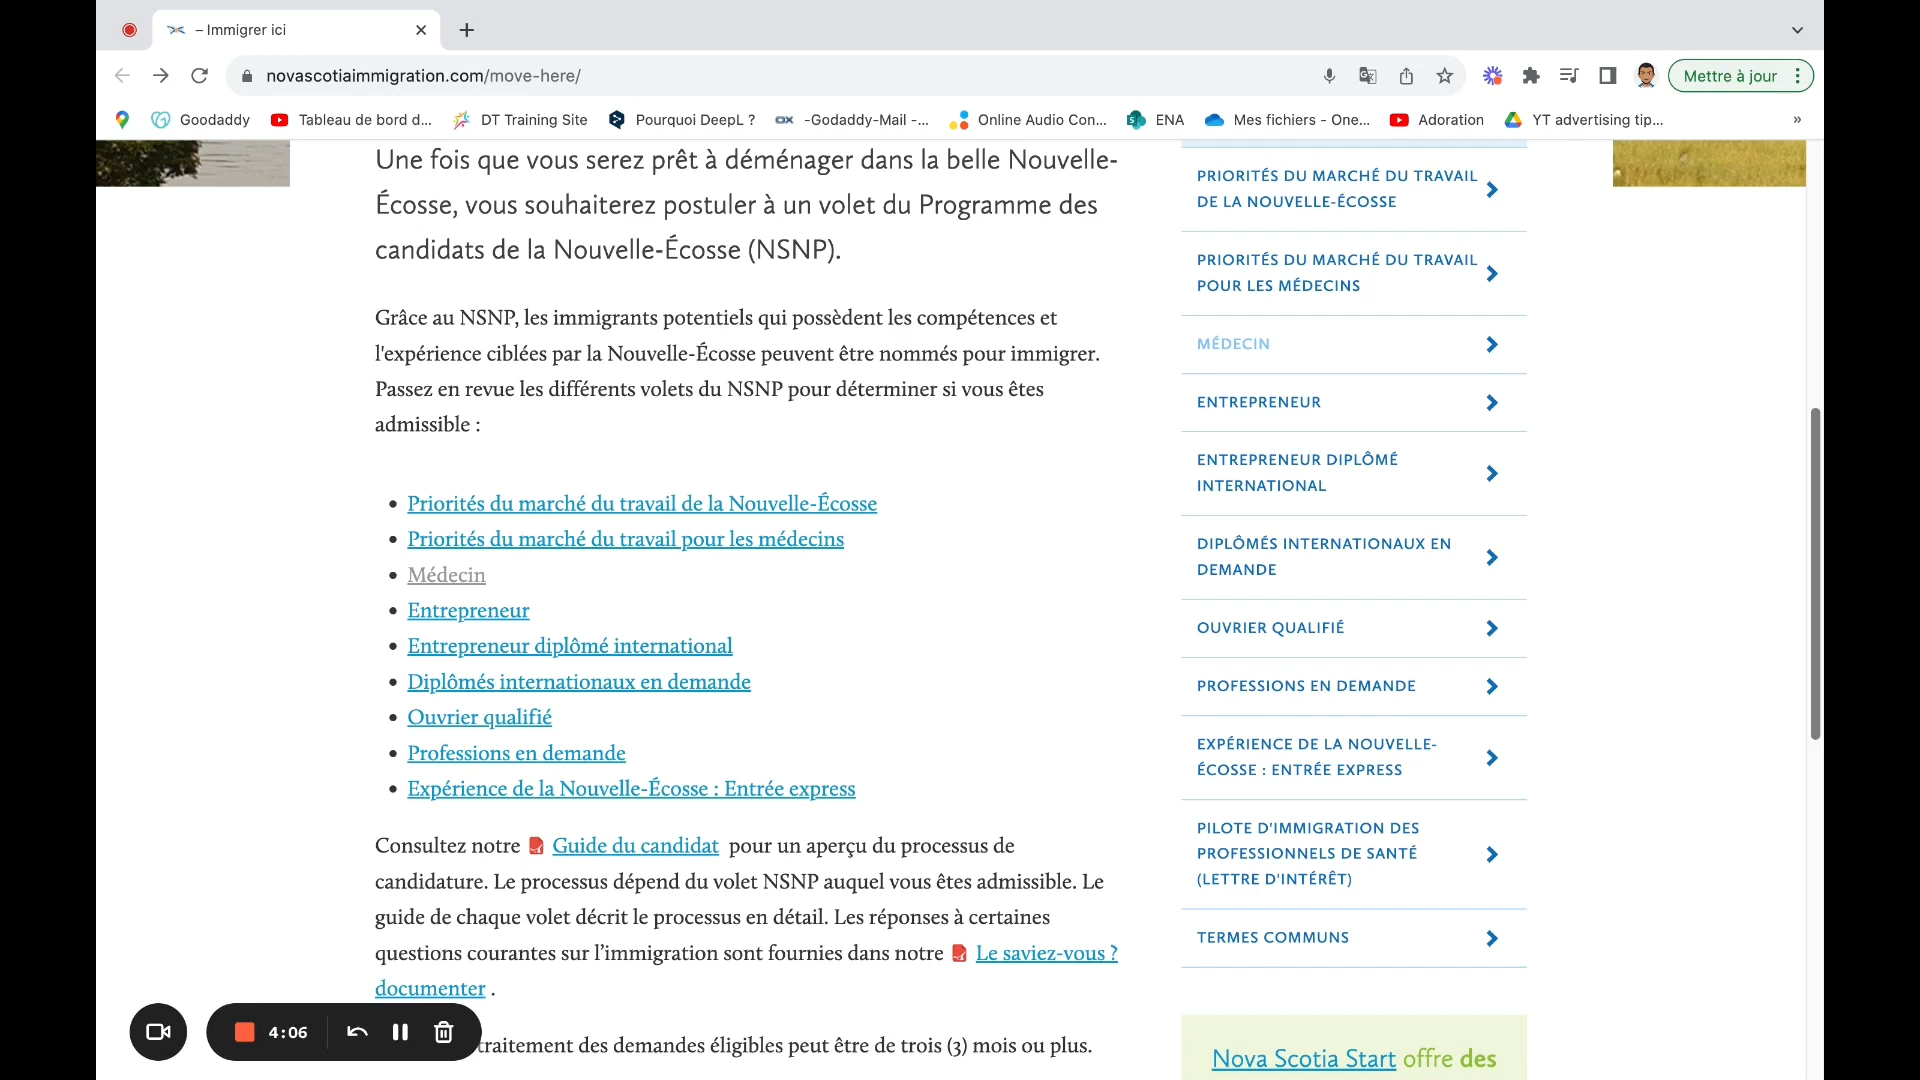 – Immigrer ici
novascotiaimmigration.com/move-here/
Mettre à jour
Goodaddy
Tableau de bord d...
DT Training Site
Pourquoi DeepL ?
-Godaddy-Mail -...
Online Audio Con...
ENA
Mes fichiers - One...
Adoration
YT advertising tip...
»
Une fois que vous serez prêt à déménager dans la belle Nouvelle-
Écosse, vous souhaiterez postuler à un volet du Programme des
candidats de la Nouvelle-Écosse (NSNP).
Grâce au NSNP, les immigrants potentiels qui possèdent les compétences et
l'expérience ciblées par la Nouvelle-Écosse peuvent être nommés pour immigrer.
Passez en revue les différents volets du NSNP pour déterminer si vous êtes
admissible :
• Priorités du marché du travail de la Nouvelle-Écosse
• Priorités du marché du travail pour les médecins
• Médecin
• Entrepreneur
• Entrepreneur diplômé international
• Diplômés internationaux en demande
• Ouvrier qualifié
• Professions en demande
• Expérience de la Nouvelle-Écosse : Entrée express
Consultez notre Guide du candidat pour un aperçu du processus de
candidature. Le processus dépend du volet NSNP auquel vous êtes admissible. Le
guide de chaque volet décrit le processus en détail. Les réponses à certaines
questions courantes sur l’immigration sont fournies dans notre Le saviez-vous ?
documenter .
traitement des demandes éligibles peut être de trois (3) mois ou plus.
4:06
PRIORITÉS DU MARCHÉ DU TRAVAIL
DE LA NOUVELLE-ÉCOSSE
PRIORITÉS DU MARCHÉ DU TRAVAIL
POUR LES MÉDECINS
MÉDECIN
ENTREPRENEUR
ENTREPRENEUR DIPLÔMÉ
INTERNATIONAL
DIPLÔMÉS INTERNATIONAUX EN
DEMANDE
OUVRIER QUALIFIÉ
PROFESSIONS EN DEMANDE
EXPÉRIENCE DE LA NOUVELLE-
ÉCOSSE : ENTRÉE EXPRESS
PILOTE D'IMMIGRATION DES
PROFESSIONNELS DE SANTÉ
(LETTRE D'INTÉRÊT)
TERMES COMMUNS
Nova Scotia Start offre des